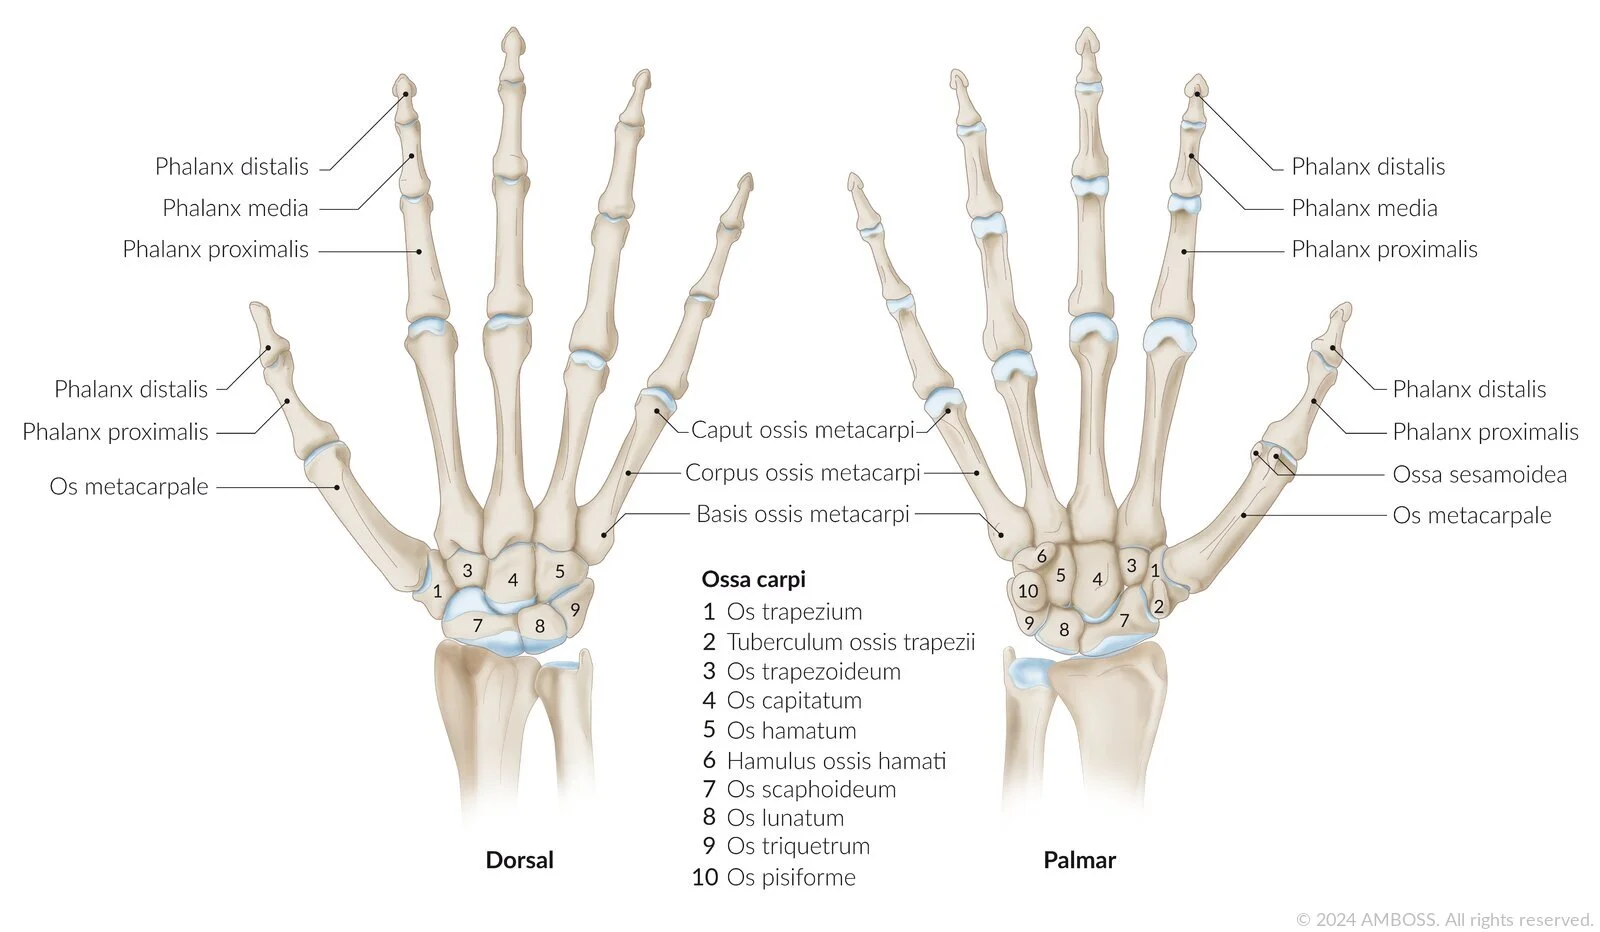 Phalanx distalis
Phalanx media
Phalanx proximalis
Phalanx distalis
Phalanx proximalis
Os metacarpale
Caput ossis metacarpi
Corpus ossis metacarpi
Basis ossis metacarpi
Phalanx distalis
Phalanx media
Phalanx proximalis
Phalanx distalis
Phalanx proximalis
Ossa sesamoidea
Os metacarpale
3
4
5
1
9
7
8
6
5
4
3
1
10
2
9
8
7
Ossa carpi
1 Os trapezium
2 Tuberculum ossis trapezii
3 Os trapezoideum
4 Os capitatum
5 Os hamatum
6 Hamulus ossis hamati
7 Os scaphoideum
8 Os lunatum
9 Os triquetrum
10 Os pisiforme
Dorsal
Palmar
© 2024 AMBOSS. All rights reserved.